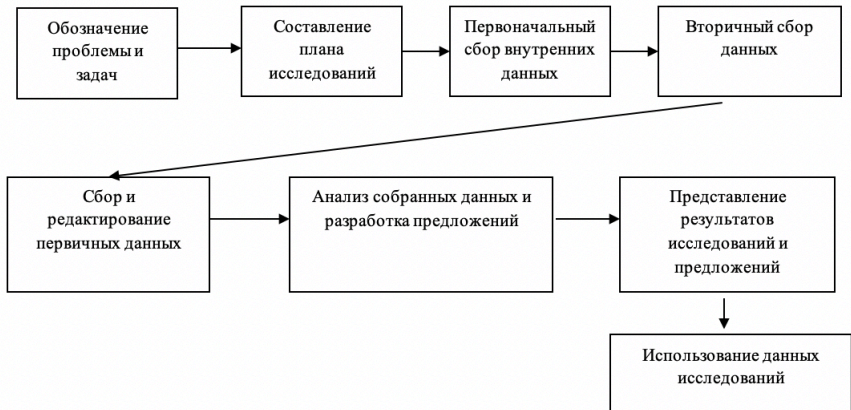 Обозначение
проблемы и
задач
Составление
плана
исследований
Первоначальный
сбор внутренних
данных
Вторичный сбор
данных
Сбор и
редактирование
первичных данных
Анализ собранных данных и
разработка предложений
Представление
результатов
исследований и
предложений
Использование данных
исследований